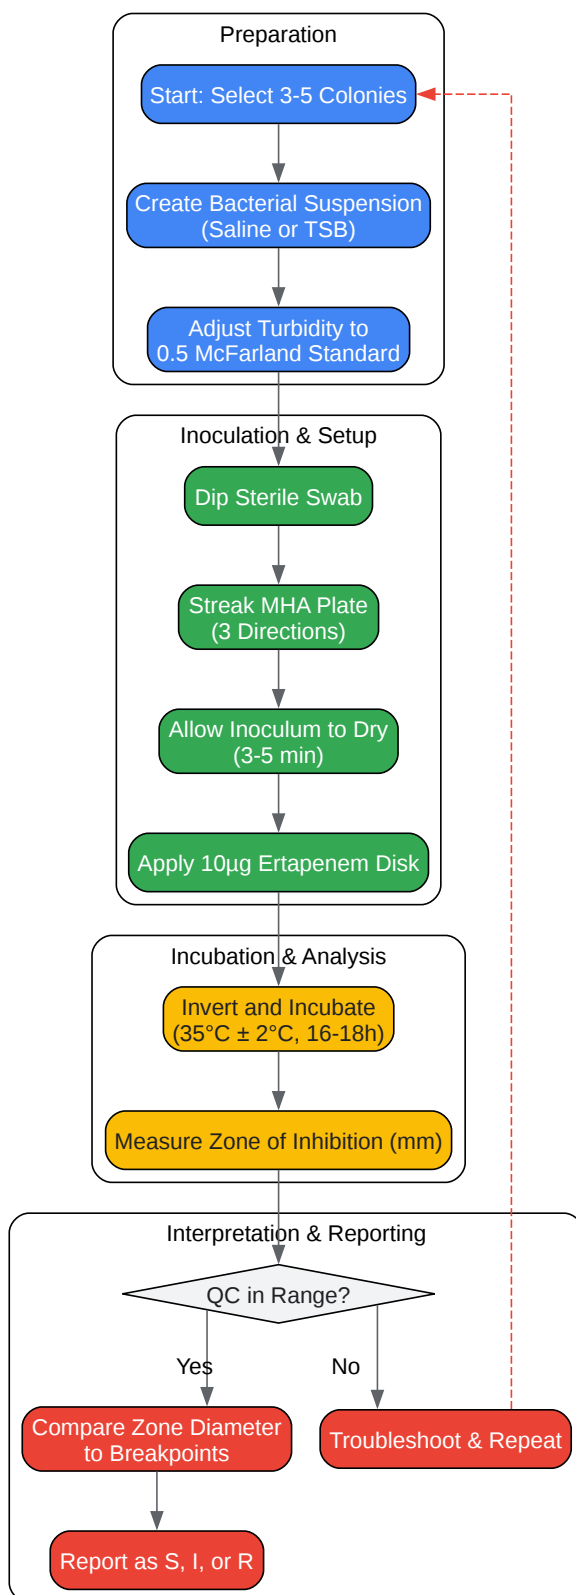 Preparation
Start: Select 3-5 Colonies
Create Bacterial Suspension
(Saline or TSB)
Adjust Turbidity to
0.5 McFarland Standard
Inoculation & Setup
Dip Sterile Swab
Streak MHA Plate
(3 Directions)
Allow Inoculum to Dry
(3-5 min)
Apply 10µg Ertapenem Disk
Incubation & Analysis
Invert and Incubate
(35°C ± 2°C, 16-18h)
Measure Zone of Inhibition (mm)
Interpretation & Reporting
QC in Range?
Yes
No
Compare Zone Diameter
to Breakpoints
Troubleshoot & Repeat
Report as S, I, or R